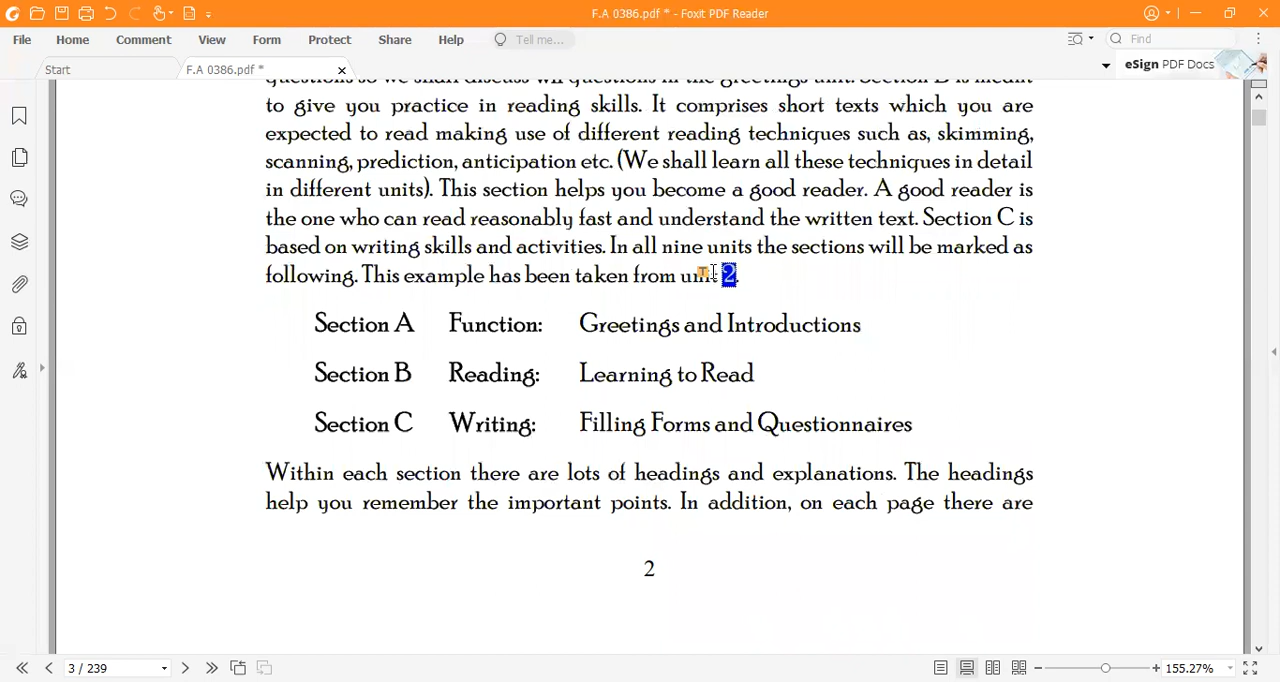 F.A 0386.pdf * - Foxit PDF Reader
File Home Comment View Form Protect Share Help Tell me... Find
Start F.A 0386.pdf * eSign PDF Docs
questions so we shall discuss wh questions in the greetings unit. Section B is meant
to give you practice in reading skills. It comprises short texts which you are
expected to read making use of different reading techniques such as, skimming,
scanning, prediction, anticipation etc. (We shall learn all these techniques in detail
in different units). This section helps you become a good reader. A good reader is
the one who can read reasonably fast and understand the written text. Section C is
based on writing skills and activities. In all nine units the sections will be marked as
following. This example has been taken from unit 2.
Section A Function: Greetings and Introductions
Section B Reading: Learning to Read
Section C Writing: Filling Forms and Questionnaires
Within each section there are lots of headings and explanations. The headings
help you remember the important points. In addition, on each page there are
2
3 / 239 155.27%